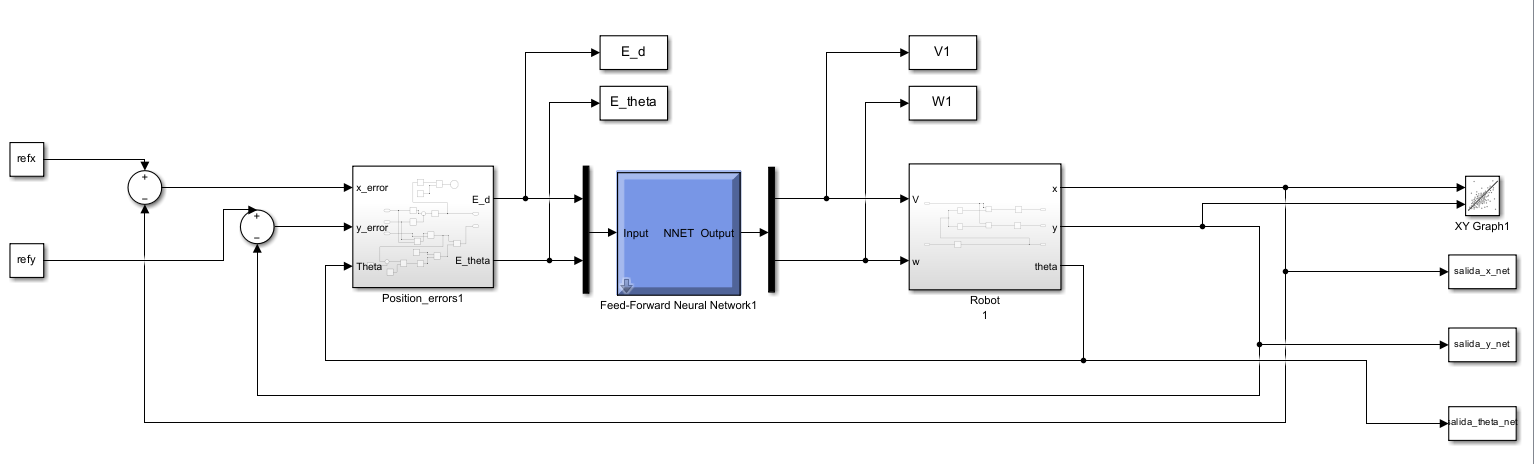 E_d
V1
E_theta
W1
refx
+
−
x_error
y_error
Theta
E_d
E_theta
Position_errors1
refy
+
−
Input
NNET
Output
Feed-Forward Neural Network1
V
w
x
y
theta
Robot
1
XY Graph1
salida_x_net
salida_y_net
alida_theta_net